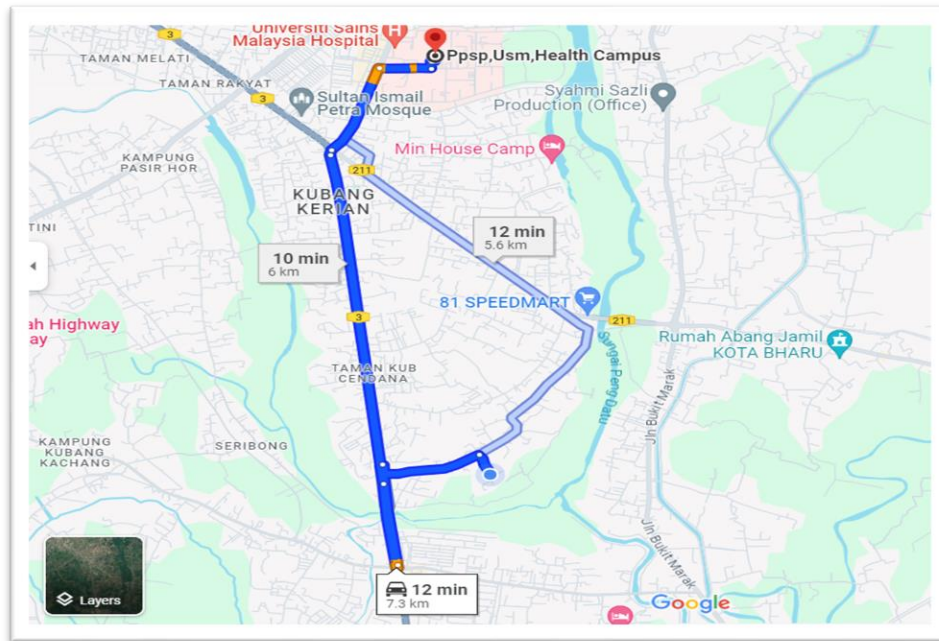 3
Universiti Sains
Malaysia Hospital
H
Ppsp,Usm,Health Campus
TAMAN MELATI
TAMAN RAKYAT
3
Sultan Ismail
Petra Mosque
Syahmi Sazli
Production (Office)
Min House Camp
KAMPUNG
PASIR HOR
211
KUBANG
KERIAN
TINI
12 min
5.6 km
10 min
6 km
81 SPEEDMART
211
3
ah Highway
ay
Rumah Abang Jamil
KOTA BHARU
Sungai Peng Datu
TAMAN KUB
CENDANA
Jln Bukit Marak
KAMPUNG
KUBANG
KACHANG
SERIBONG
Jln Bukit Marak
Layers
12 min
7.3 km
Google